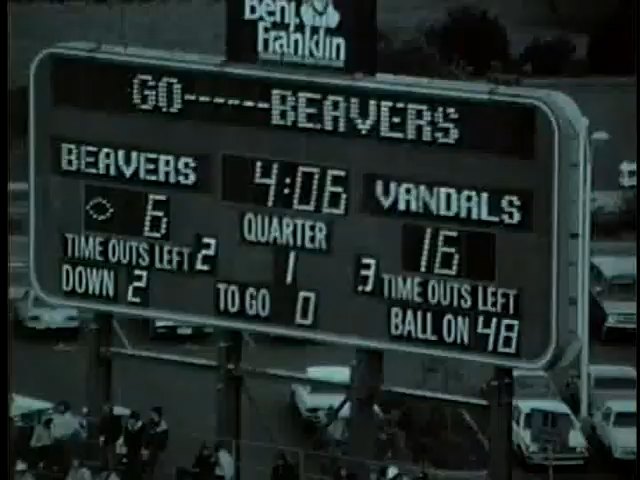 Benj.
Franklin
GO------BEAVERS
BEAVERS 4:06 VANDALS
6 QUARTER 16
TIME OUTS LEFT 2 1 3 TIME OUTS LEFT
DOWN 2 TO GO 0 BALL ON 48